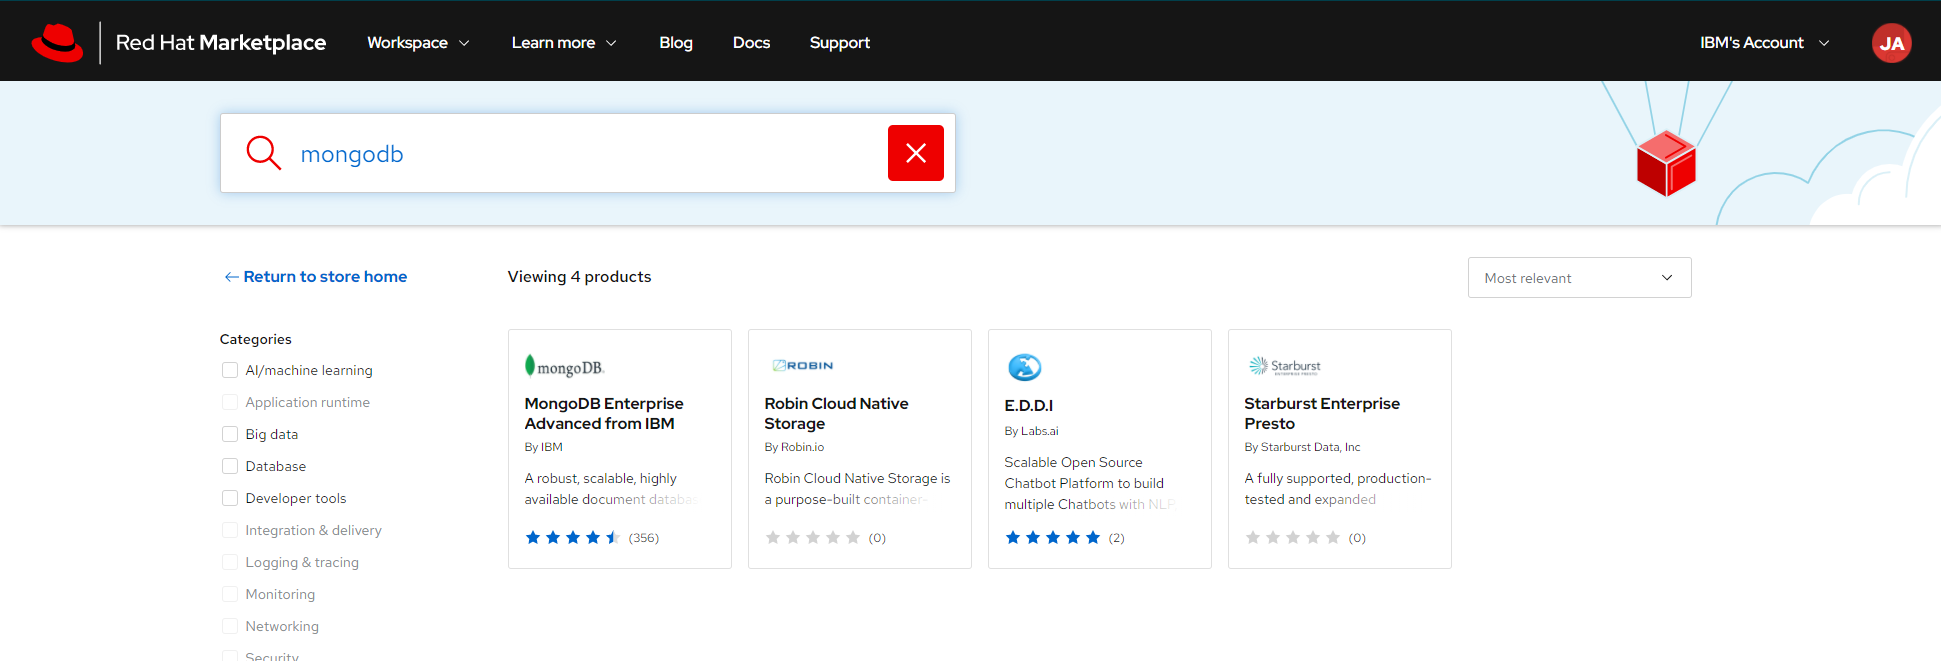 Red Hat Marketplace
Workspace
Learn more
Blog
Docs
Support
IBM's Account
JA
mongodb
Return to store home
Viewing 4 products
Most relevant
Categories
AI/machine learning
Application runtime
Big data
Database
Developer tools
Integration & delivery
Logging & tracing
Monitoring
Networking
Security
mongoDB.
MongoDB Enterprise
Advanced from IBM
By IBM
A robust, scalable, highly
available document databas
(356)
ROBIN
Robin Cloud Native
Storage
By Robin.io
Robin Cloud Native Storage is
a purpose-built container-
(0)
E.D.D.I
By Labs.ai
Scalable Open Source
Chatbot Platform to build
multiple Chatbots with NLP
(2)
Starburst
ENTERPRISE PRESTO
Starburst Enterprise
Presto
By Starburst Data, Inc
A fully supported, production-
tested and expanded
(0)